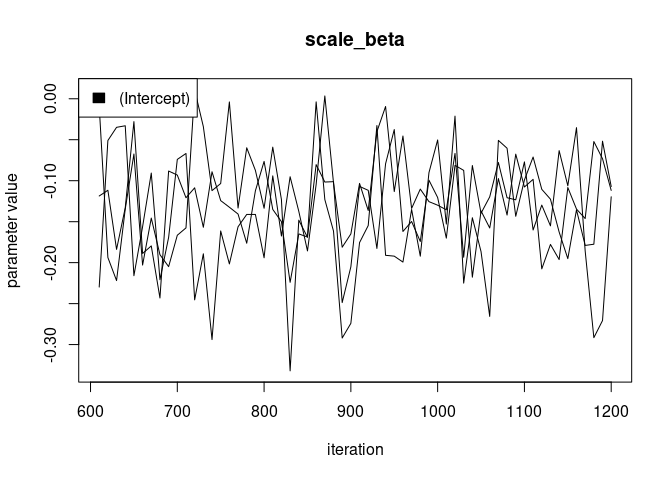 scale_beta
(Intercept)
parameter value
0.00
-0.10
-0.20
-0.30
600 700 800 900 1000 1100 1200
iteration